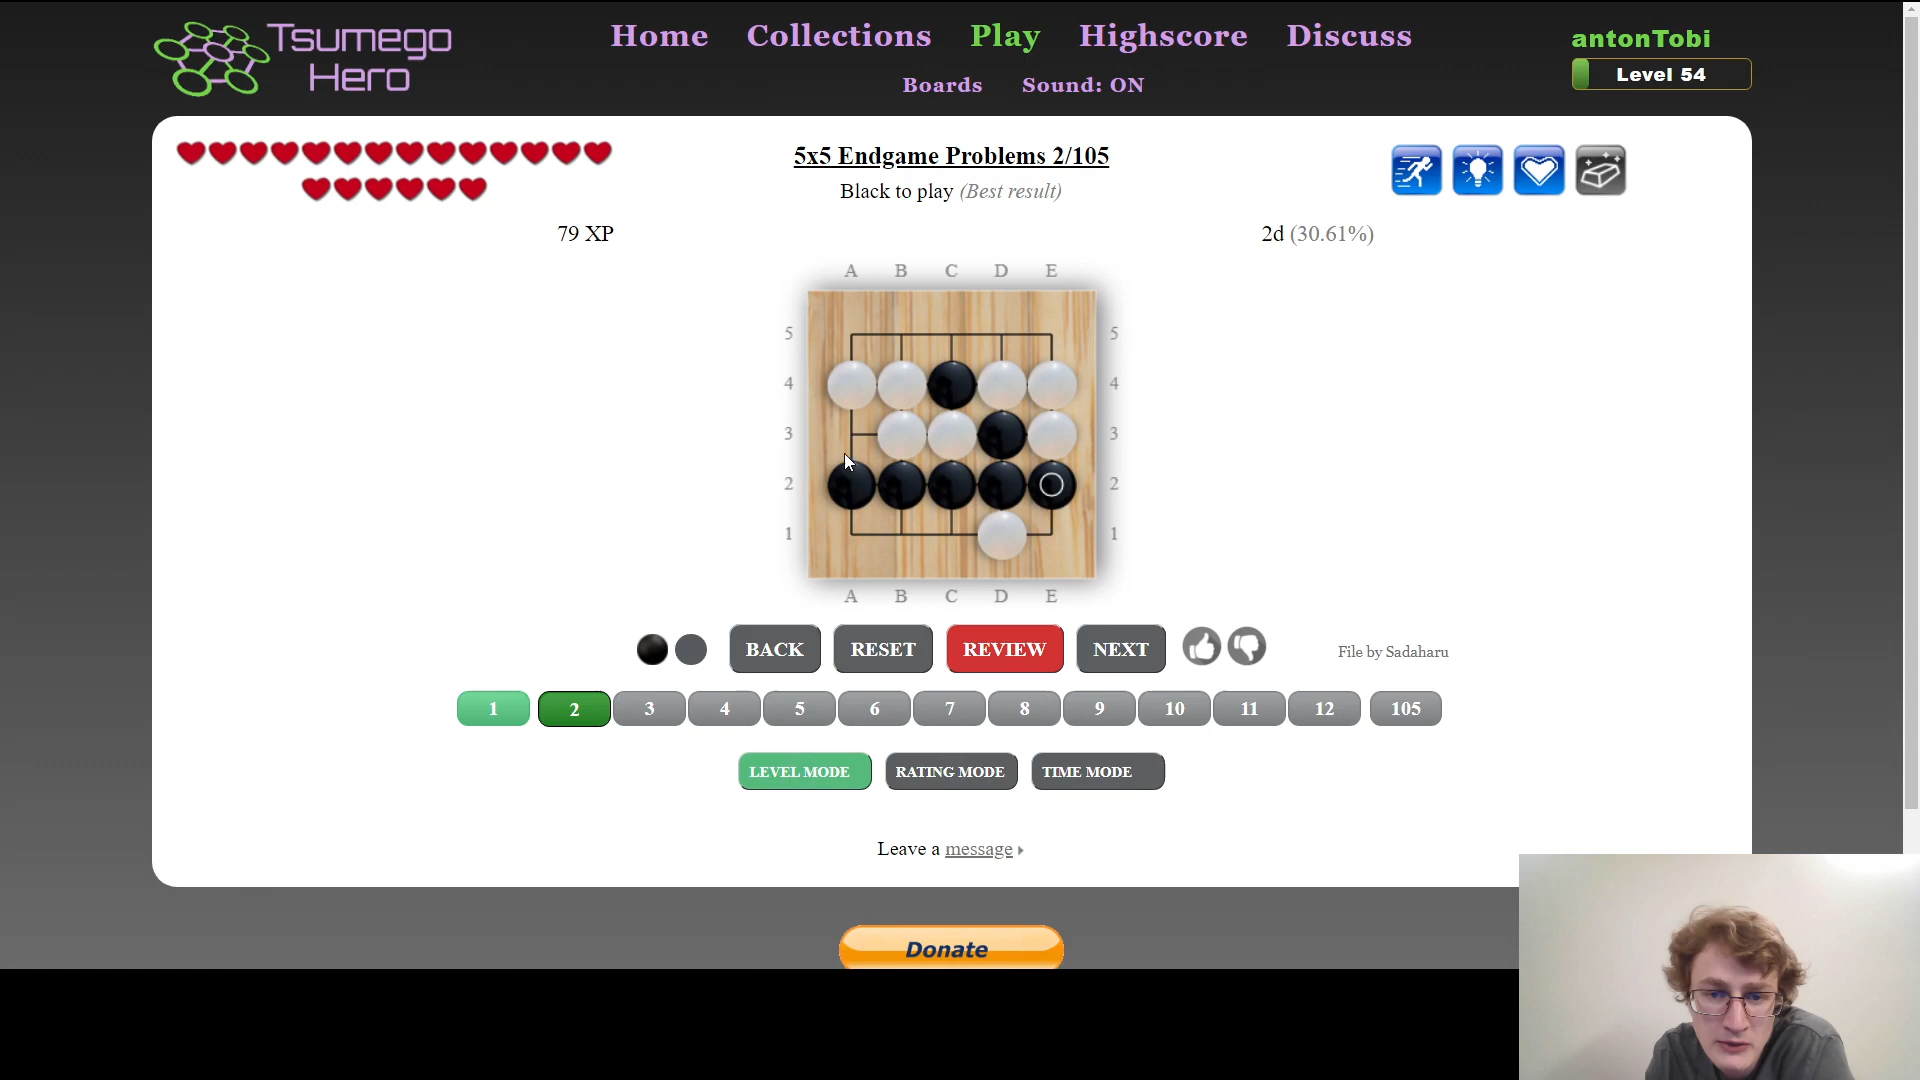 Tsumego
Hero
Home Collections Play Highscore Discuss
Boards Sound: ON
antonTobi
Level 54
5x5 Endgame Problems 2/105
Black to play (Best result)
79 XP
2d (30.61%)
A B C D E
5 5
4 4
3 3
2 2
1 1
A B C D E
BACK RESET REVIEW NEXT
File by Sadaharu
1 2 3 4 5 6 7 8 9 10 11 12 105
LEVEL MODE RATING MODE TIME MODE
Leave a message
Donate